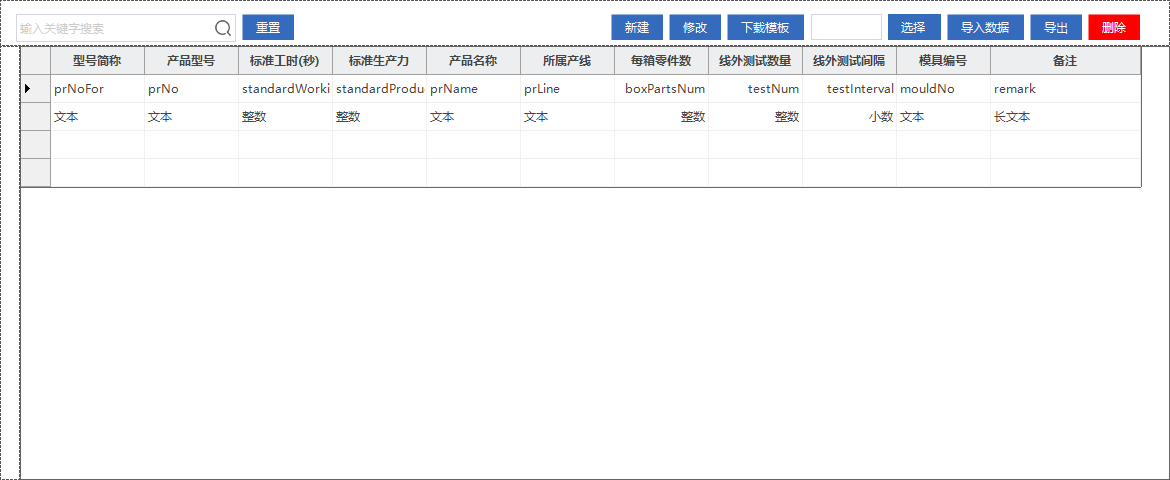 输入关键字搜索 重置 新建 修改 下载模板 选择 导入数据 导出 删除
型号简称 产品型号 标准工时(秒) 标准生产力 产品名称 所属产线 每箱零件数 线外测试数量 线外测试间隔 模具编号 备注
prNoFor prNo standardWorki standardProdu prName prLine boxPartsNum testNum testInterval mouldNo remark
文本 文本 整数 整数 文本 文本 整数 整数 小数 文本 长文本